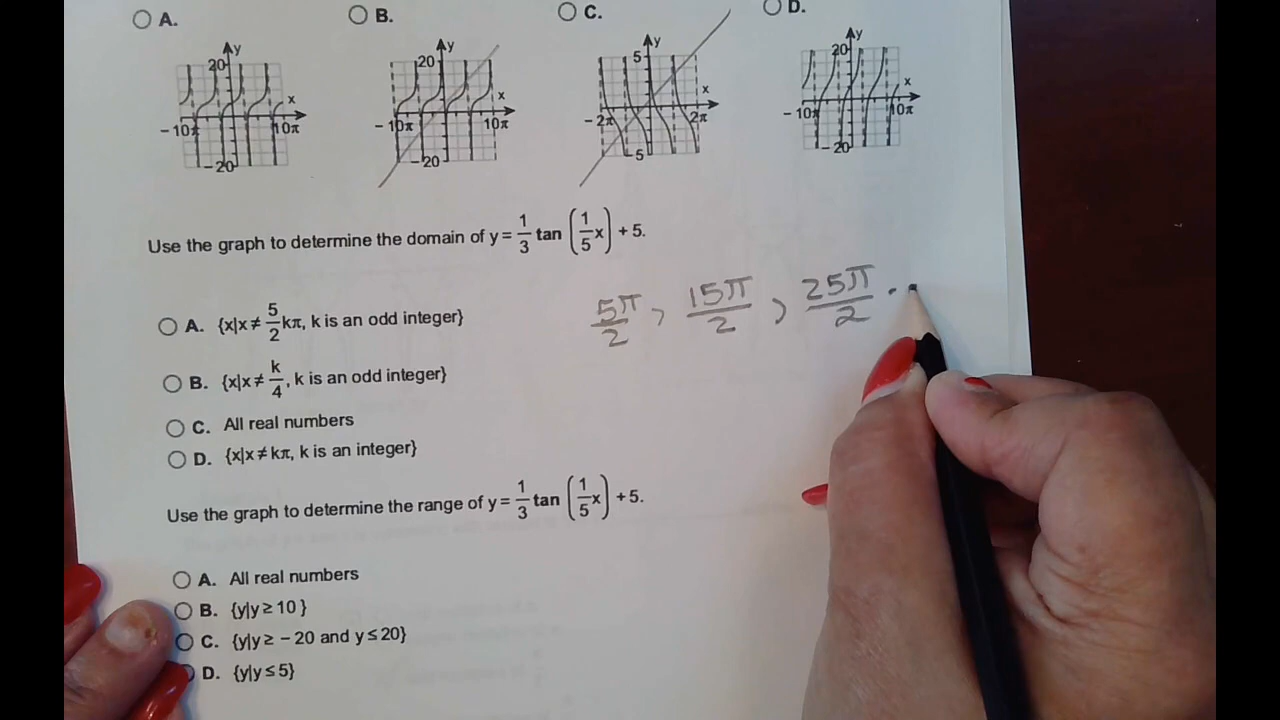 A. B. C. D.
y y y y
20 20 5 20
x x x x
-10π 10π -10π 10π -2π 2π -10π 10π
-20 -20 -5 -20
Use the graph to determine the domain of y = 1/3 tan (1/5 x) + 5.
5π/2 , 15π/2 , 25π/2 . .
A. {x|x ≠ 5/2 kπ, k is an odd integer}
B. {x|x ≠ k/4, k is an odd integer}
C. All real numbers
D. {x|x ≠ kπ, k is an integer}
Use the graph to determine the range of y = 1/3 tan (1/5 x) + 5.
A. All real numbers
B. {y|y ≥ 10 }
C. {y|y ≥ - 20 and y ≤ 20}
D. {y|y ≤ 5}